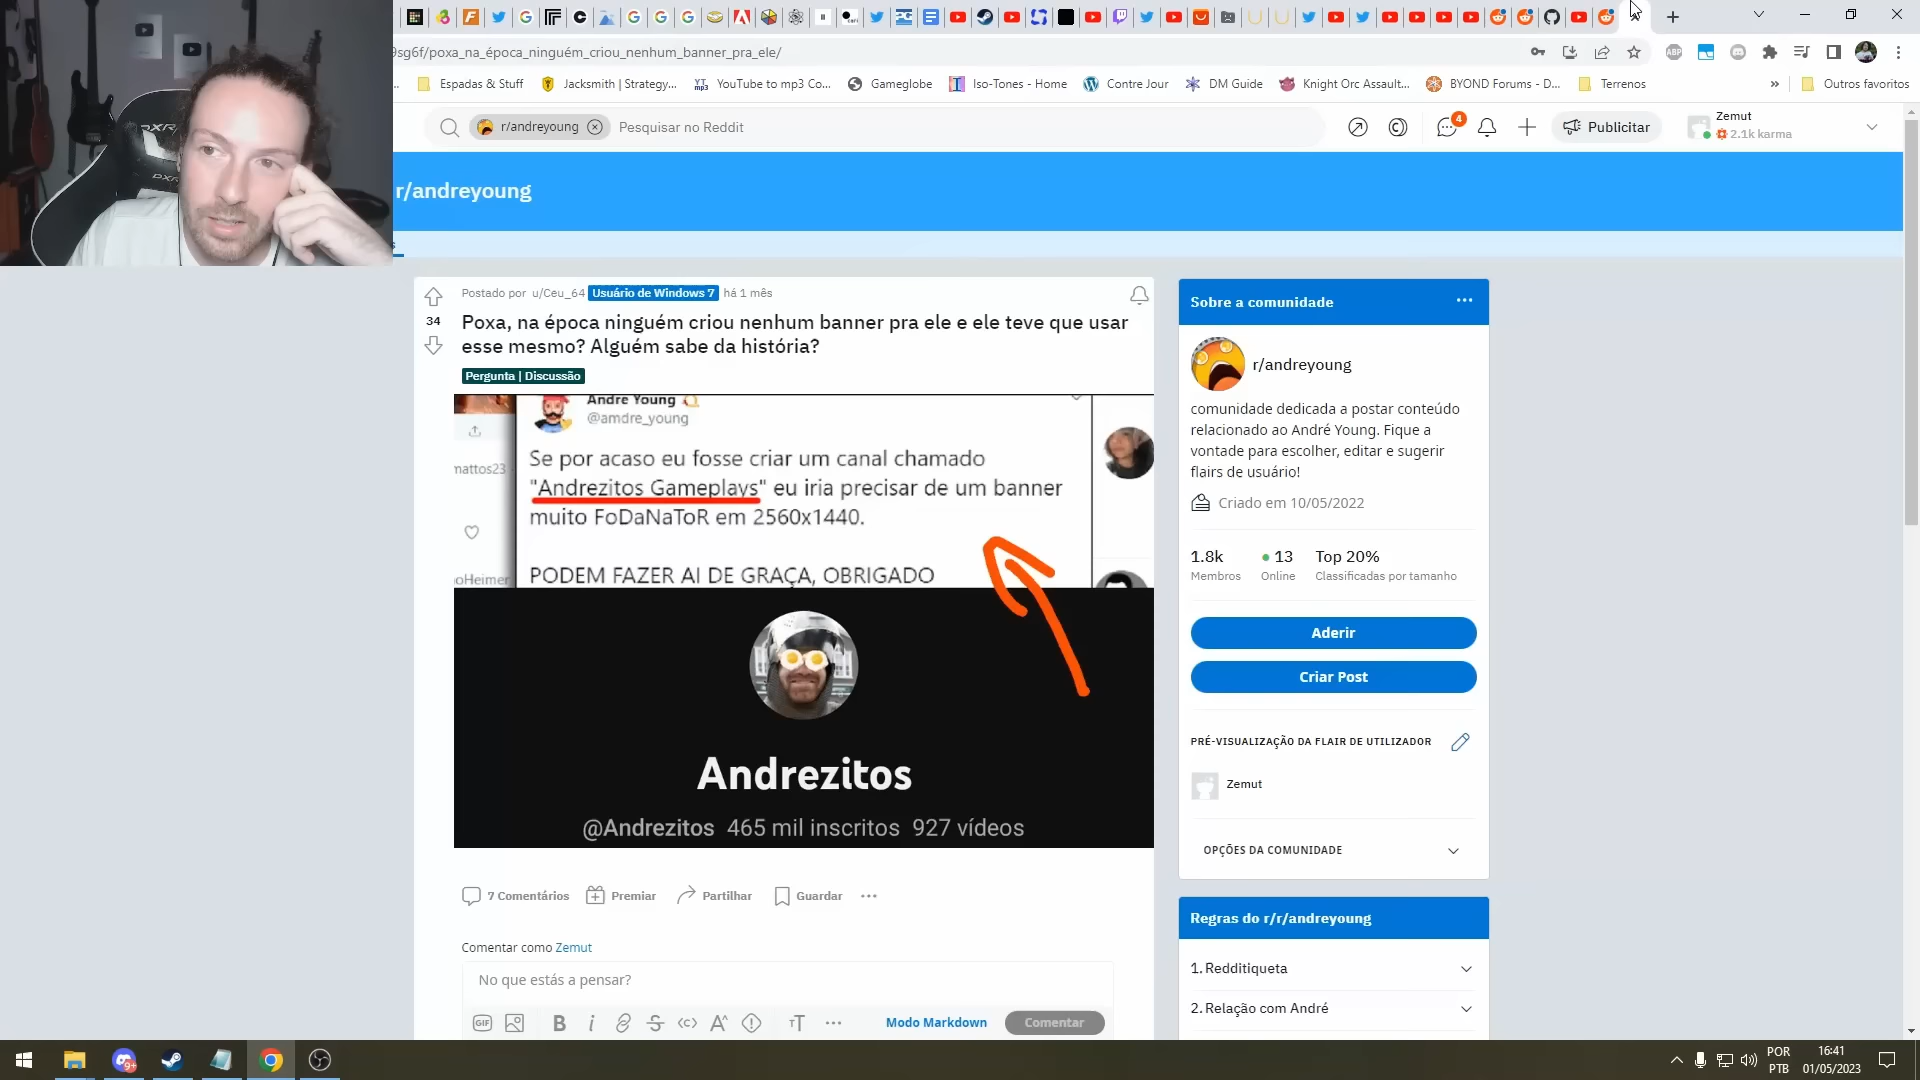 9sg6f/poxa_na_época_ninguém_criou_nenhum_banner_pra_ele/
Espadas & Stuff
Jacksmith | Strategy...
YouTube to mp3 Co...
Gameglobe
Iso-Tones - Home
Contre Jour
DM Guide
Knight Orc Assault...
BYOND Forums - D...
Terrenos
»
Outros favoritos
r/andreyoung
Pesquisar no Reddit
4
Publicitar
Zemut
2.1k karma
r/andreyoung
Postado por u/Ceu_64 Usuário de Windows 7 há 1 mês
34
Poxa, na época ninguém criou nenhum banner pra ele e ele teve que usar
esse mesmo? Alguém sabe da história?
Pergunta | Discussão
Andre Young
@amdre_young
Se por acaso eu fosse criar um canal chamado
"Andrezitos Gameplays" eu iria precisar de um banner
muito FoDaNaToR em 2560x1440.
PODEM FAZER AI DE GRAÇA, OBRIGADO
mattos23
oHeimer
Andrezitos
@Andrezitos 465 mil inscritos 927 vídeos
7 Comentários
Premiar
Partilhar
Guardar
Comentar como Zemut
No que estás a pensar?
GIF
Modo Markdown
Comentar
Sobre a comunidade
r/andreyoung
comunidade dedicada a postar conteúdo
relacionado ao André Young. Fique a
vontade para escolher, editar e sugerir
flairs de usuário!
Criado em 10/05/2022
1.8k
Membros
13
Online
Top 20%
Classificadas por tamanho
Aderir
Criar Post
PRÉ-VISUALIZAÇÃO DA FLAIR DE UTILIZADOR
Zemut
OPÇÕES DA COMUNIDADE
Regras do r/r/andreyoung
1. Redditiqueta
2. Relação com André
9+
POR
PTB
16:41
01/05/2023